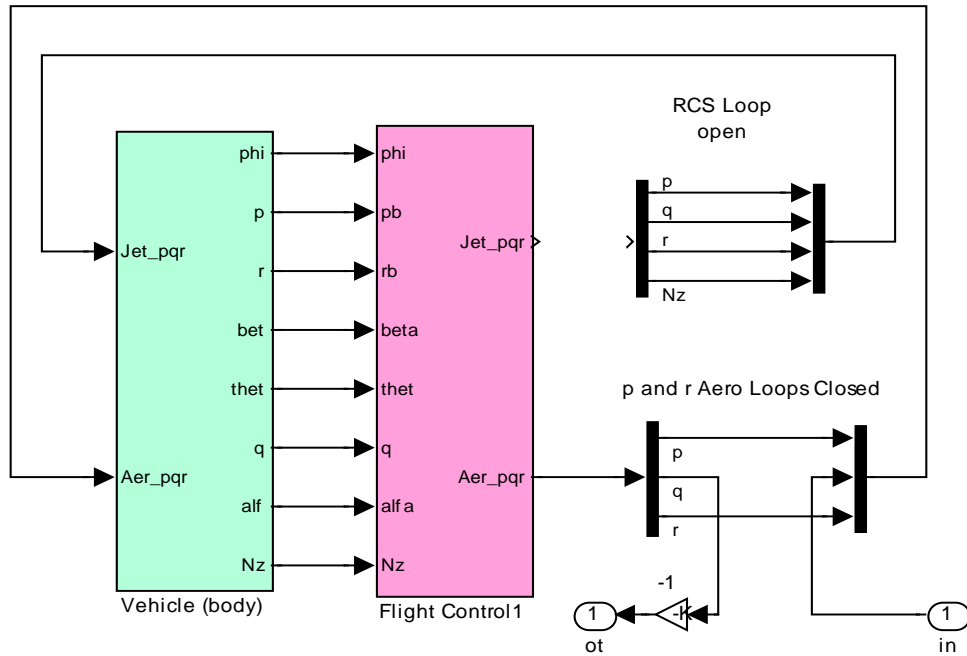 RCS Loop
open
phi
p
r
bet
thet
q
alf
Nz
Jet_pqr
Aer_pqr
Vehicle (body)
phi
pb
rb
beta
thet
q
alfa
Nz
Jet_pqr
Aer_pqr
Flight Control1
p
q
r
Nz
p and r Aero Loops Closed
p
q
r
-1
-K
1
ot
1
in